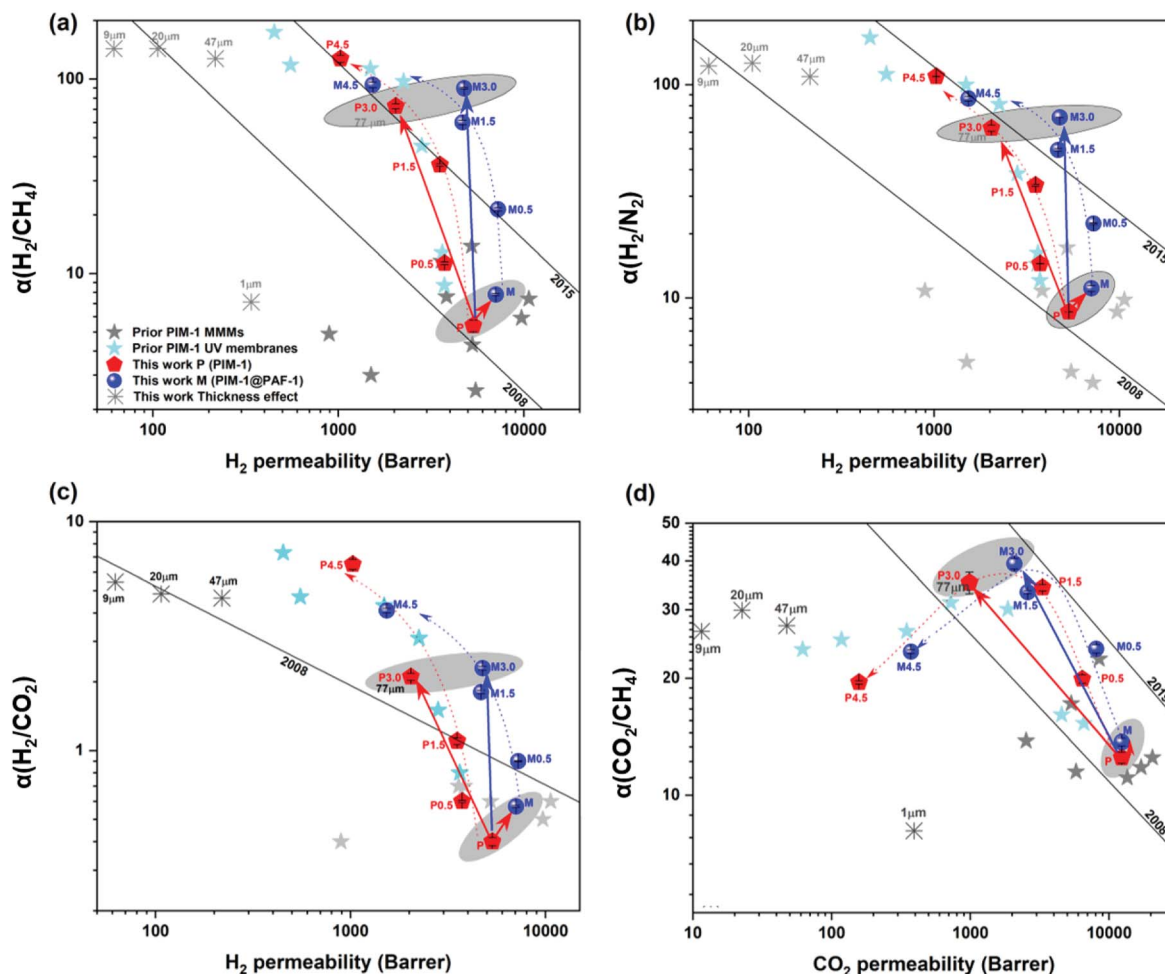 (a)
9μm
20μm
47μm
P4.5
M4.5
P3.0
77 μm
M3.0
M1.5
P1.5
M0.5
P0.5
1μm
M
P
2015
2008
Prior PIM-1 MMMs
Prior PIM-1 UV membranes
This work P (PIM-1)
This work M (PIM-1@PAF-1)
This work Thickness effect
100
10
α(H₂/CH₄)
100
1000
10000
H₂ permeability (Barrer)
(b)
9μm
20μm
47μm
P4.5
M4.5
P3.0
77μm
M3.0
M1.5
P1.5
M0.5
P0.5
M
P
2015
2008
100
10
α(H₂/N₂)
100
1000
10000
H₂ permeability (Barrer)
(c)
9μm
20μm
47μm
P4.5
M4.5
2008
P3.0
77μm
M3.0
M1.5
P1.5
M0.5
P0.5
M
P
10
1
α(H₂/CO₂)
100
1000
10000
H₂ permeability (Barrer)
(d)
9μm
20μm
47μm
M3.0
P3.0
77μm
P1.5
M1.5
M0.5
M4.5
P4.5
P0.5
M
P
1μm
2015
2008
50
40
30
20
10
α(CO₂/CH₄)
10
100
1000
10000
CO₂ permeability (Barrer)